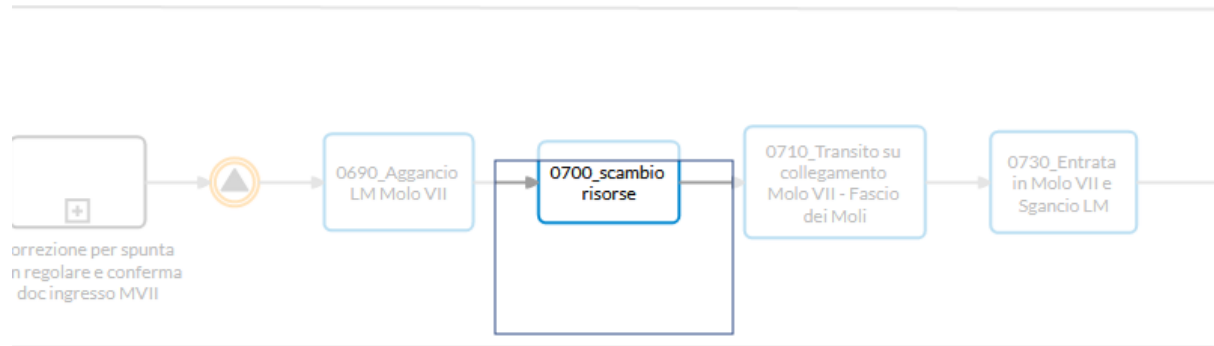 0690_Aggancio
LM Molo VII
0700_scambio
risorse
0710_Transito su
collegamento
Molo VII - Fascio
dei Moli
0730_Entrata
in Molo VII e
Sgancio LM
orrezione per spunta
n regolare e conferma
doc ingresso MVII